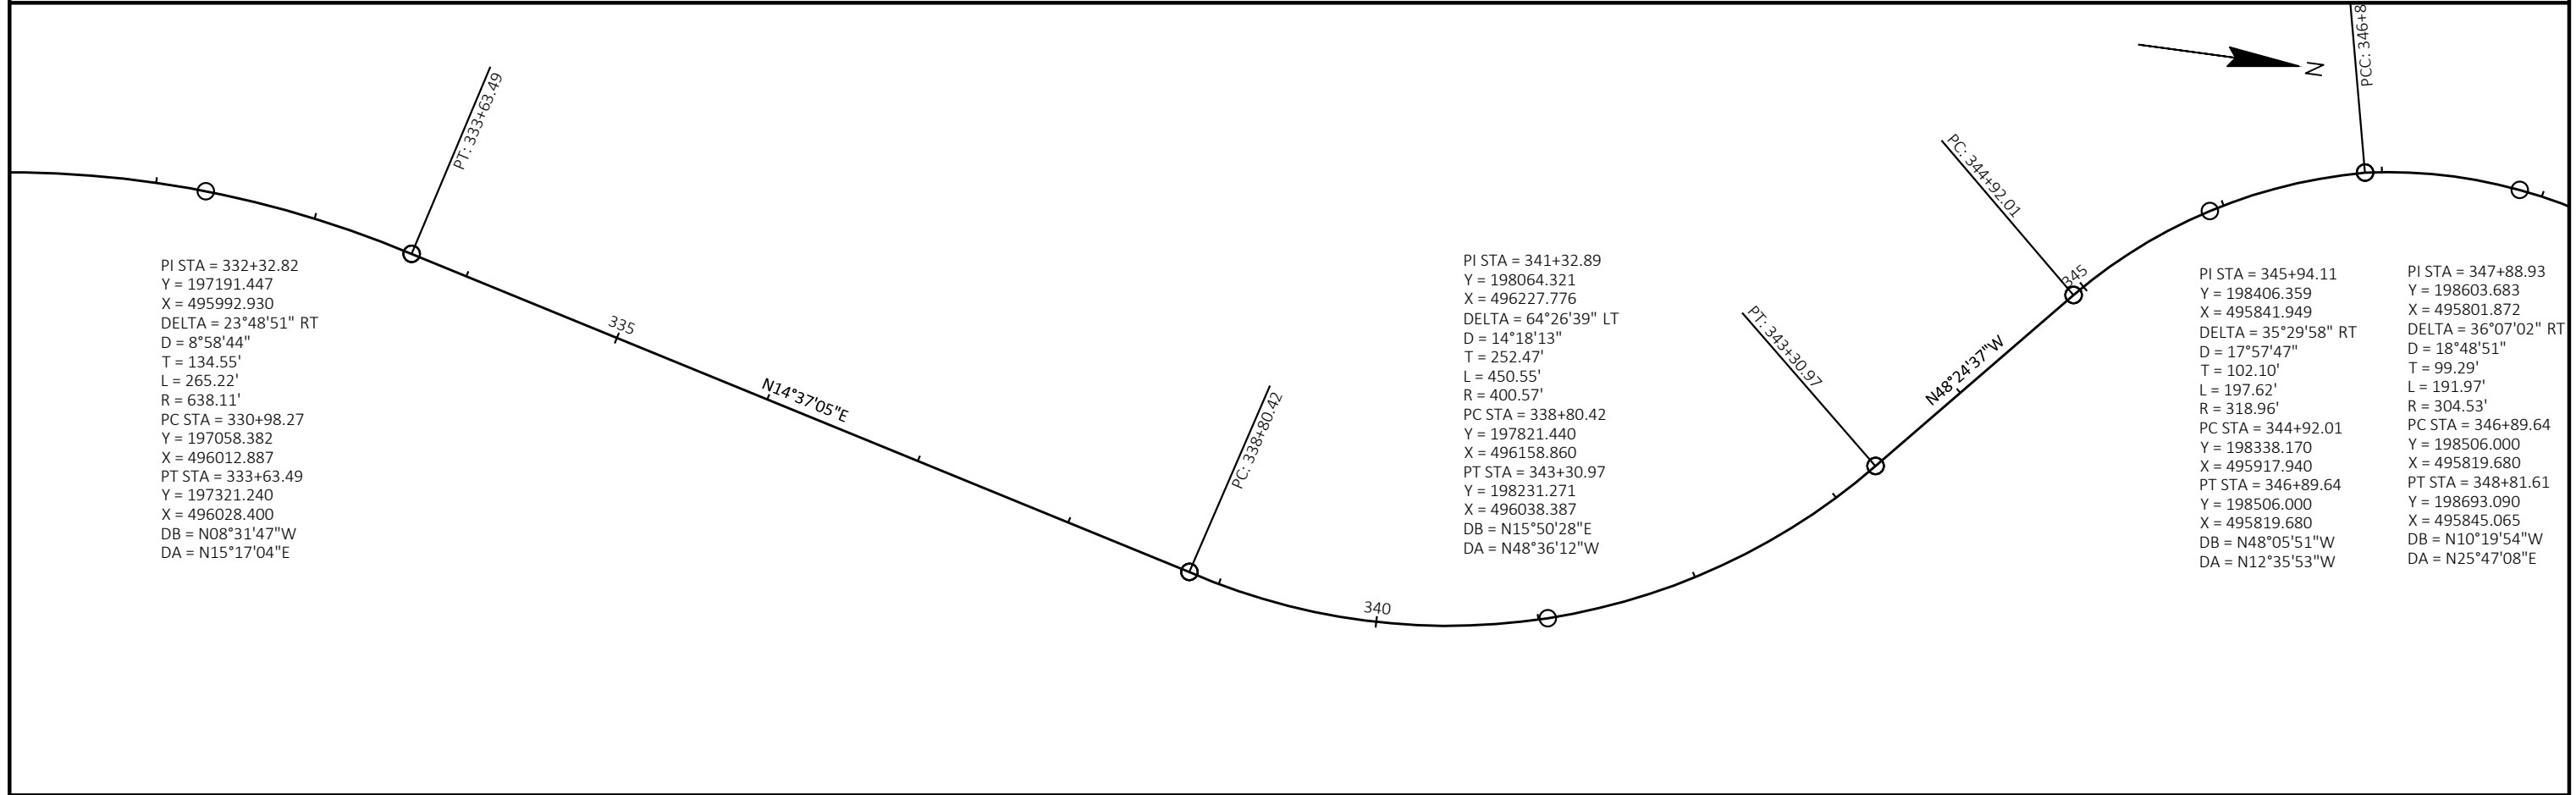 PT: 333+63.49
PI STA = 332+32.82
Y = 197191.447
X = 495992.930
DELTA = 23°48'51" RT
D = 8°58'44"
T = 134.55'
L = 265.22'
R = 638.11'
PC STA = 330+98.27
Y = 197058.382
X = 496012.887
PT STA = 333+63.49
Y = 197321.240
X = 496028.400
DB = N08°31'47"W
DA = N15°17'04"E
335
N14°37'05"E
PC: 338+80.42
340
PI STA = 341+32.89
Y = 198064.321
X = 496227.776
DELTA = 64°26'39" LT
D = 14°18'13"
T = 252.47'
L = 450.55'
R = 400.57'
PC STA = 338+80.42
Y = 197821.440
X = 496158.860
PT STA = 343+30.97
Y = 198231.271
X = 496038.387
DB = N15°50'28"E
DA = N48°36'12"W
PT: 343+30.97
N48°24'37"W
PC: 344+92.01
345
PCC: 346+8
N
PI STA = 345+94.11
Y = 198406.359
X = 495841.949
DELTA = 35°29'58" RT
D = 17°57'47"
T = 102.10'
L = 197.62'
R = 318.96'
PC STA = 344+92.01
Y = 198338.170
X = 495917.940
PT STA = 346+89.64
Y = 198506.000
X = 495819.680
DB = N48°05'51"W
DA = N12°35'53"W
PI STA = 347+88.93
Y = 198603.683
X = 495801.872
DELTA = 36°07'02" RT
D = 18°48'51"
T = 99.29'
L = 191.97'
R = 304.53'
PC STA = 346+89.64
Y = 198506.000
X = 495819.680
PT STA = 348+81.61
Y = 198693.090
X = 495845.065
DB = N10°19'54"W
DA = N25°47'08"E